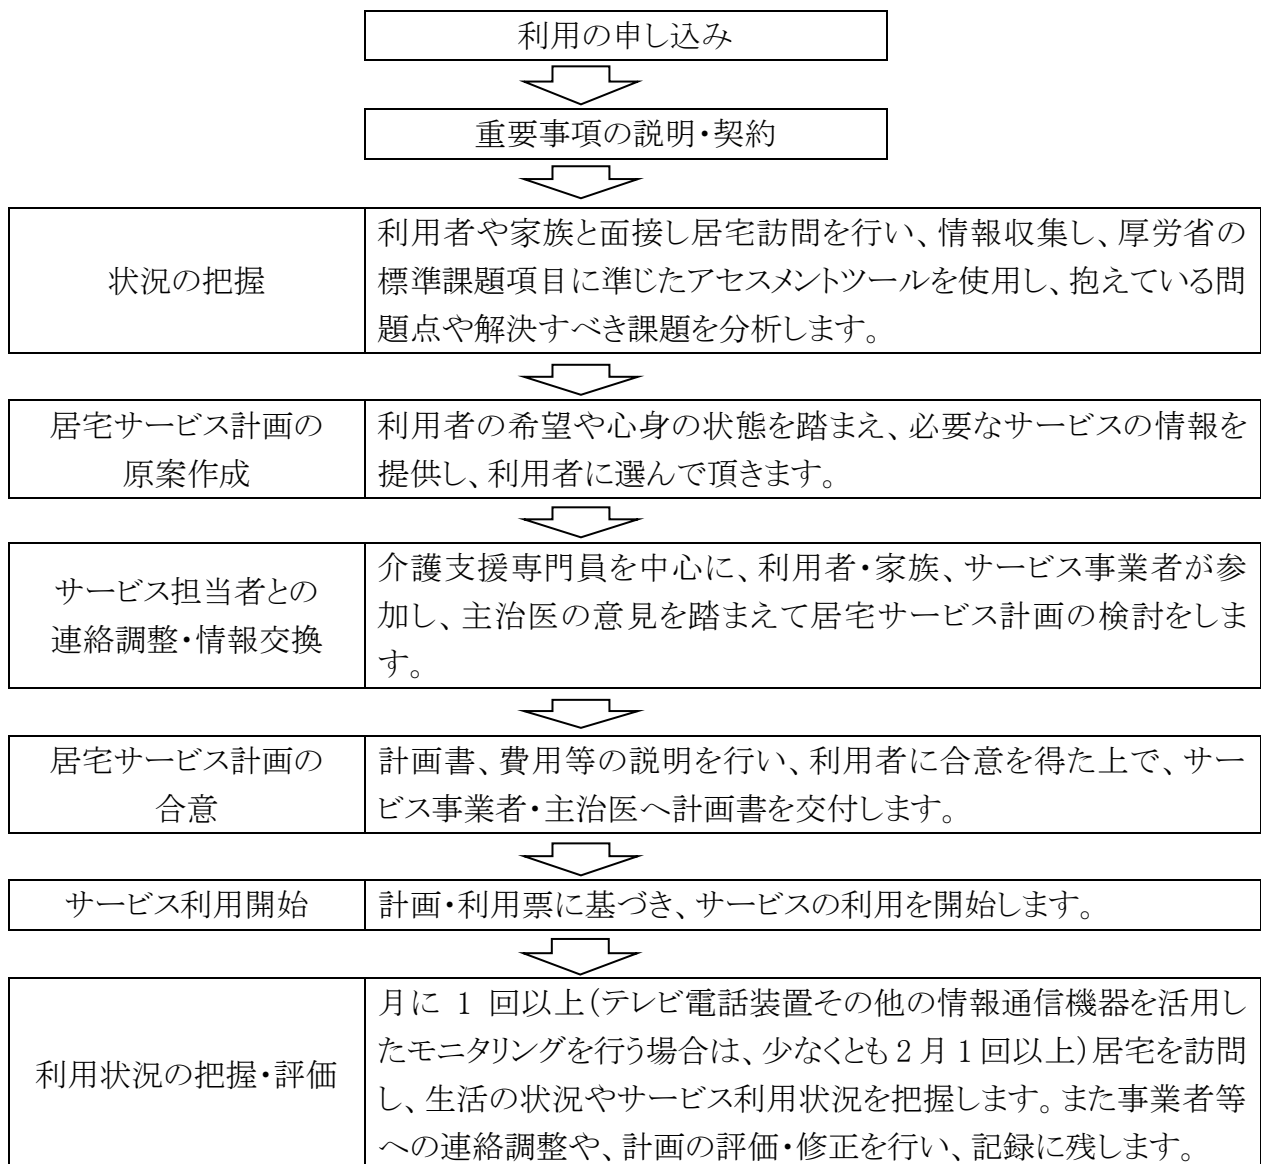 利用の申し込み
重要事項の説明・契約
状況の把握
利用者や家族と面接し居宅訪問を行い、情報収集し、厚労省の
標準課題項目に準じたアセスメントツールを使用し、抱えている問
題点や解決すべき課題を分析します。
居宅サービス計画の
原案作成
利用者の希望や心身の状態を踏まえ、必要なサービスの情報を
提供し、利用者に選んで頂きます。
サービス担当者との
連絡調整・情報交換
介護支援専門員を中心に、利用者・家族、サービス事業者が参
加し、主治医の意見を踏まえて居宅サービス計画の検討をしま
す。
居宅サービス計画の
合意
計画書、費用等の説明を行い、利用者に合意を得た上で、サー
ビス事業者・主治医へ計画書を交付します。
サービス利用開始
計画・利用票に基づき、サービスの利用を開始します。
利用状況の把握・評価
月に 1 回以上(テレビ電話装置その他の情報通信機器を活用し
たモニタリングを行う場合は、少なくとも 2 月 1 回以上)居宅を訪問
し、生活の状況やサービス利用状況を把握します。また事業者等
への連絡調整や、計画の評価・修正を行い、記録に残します。